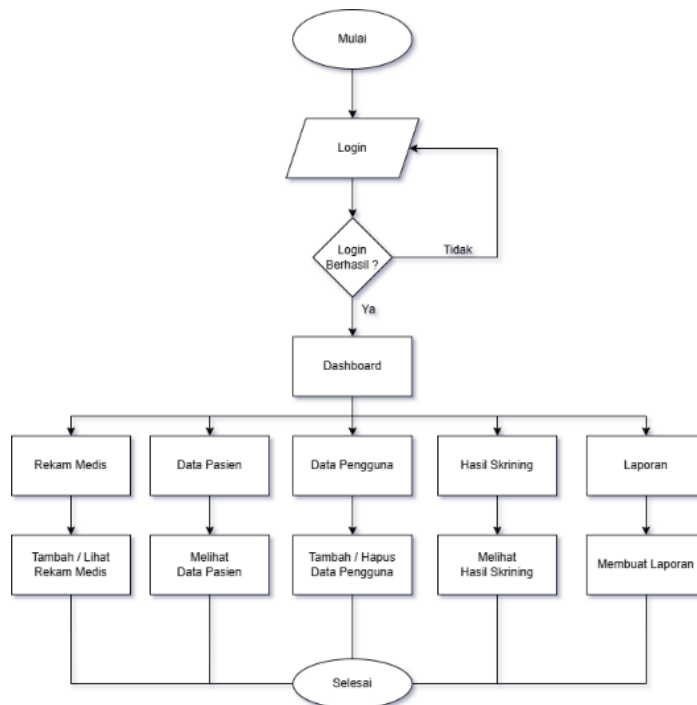 Mulai
Login
Login
Berhasil ?
Tidak
Ya
Dashboard
Rekam Medis
Data Pasien
Data Pengguna
Hasil Skrining
Laporan
Tambah / Lihat
Rekam Medis
Melihat
Data Pasien
Tambah / Hapus
Data Pengguna
Melihat
Hasil Skrining
Membuat Laporan
Selesai